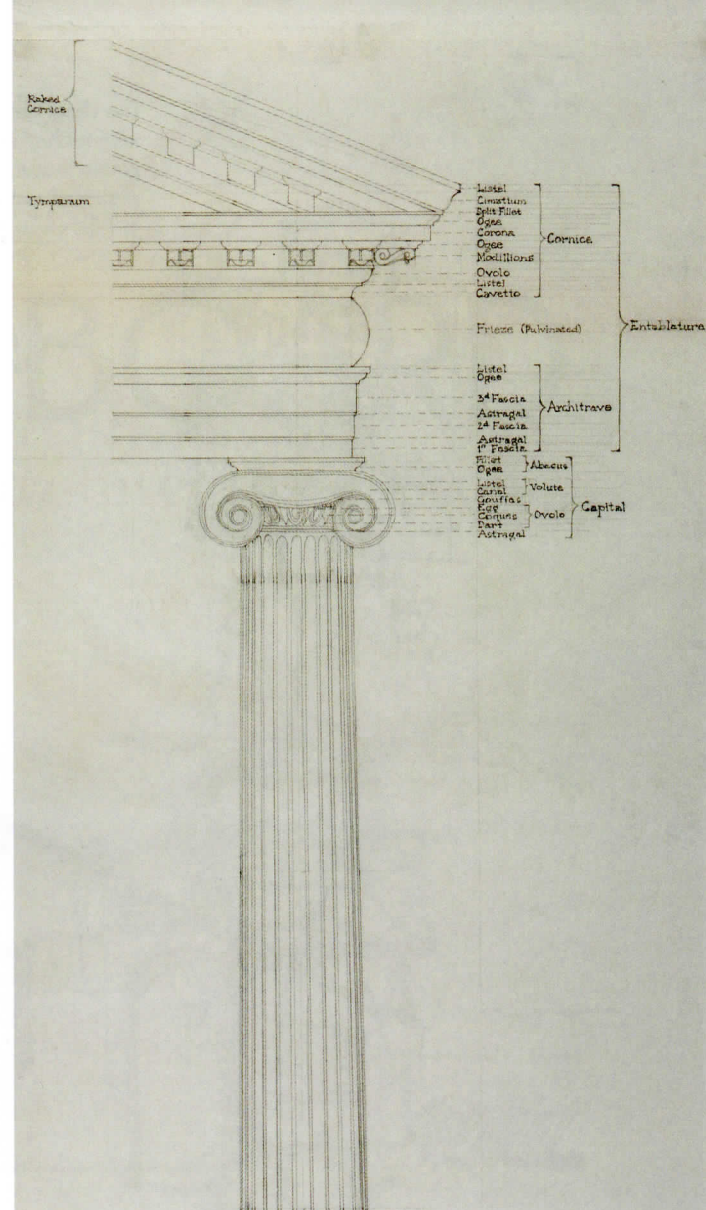 Raked
Cornice
Tympanum
Listel
Cimatium
Split Fillet
Ogee
Corona
Ogee
Modillions
Ovolo
Listel
Cavetto
Cornice
Frieze (Pulvinated)
Entablature
Listel
Ogee
3d Fascia
Astragal
2d Fascia
Astragal
1st Fascia
Architrave
Fillet
Ogee
Abacus
Listel
Canal
Volute
Egg
Dart
Ovolo
Astragal
Capital